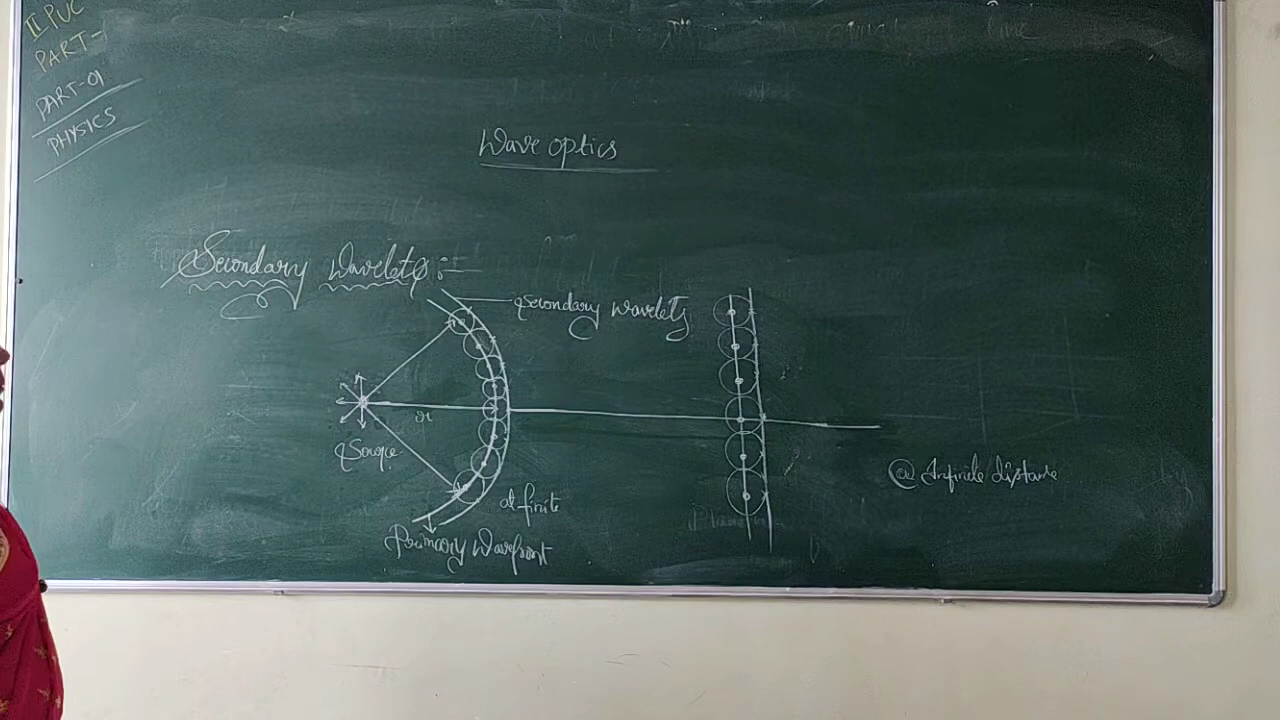 II PUC
PART-
PART-01
PHYSICS
Wave optics
Secondary Wavelets :-
Secondary wavelets
r
Source
at finite
Primary Wavefront
@ Infinite distance